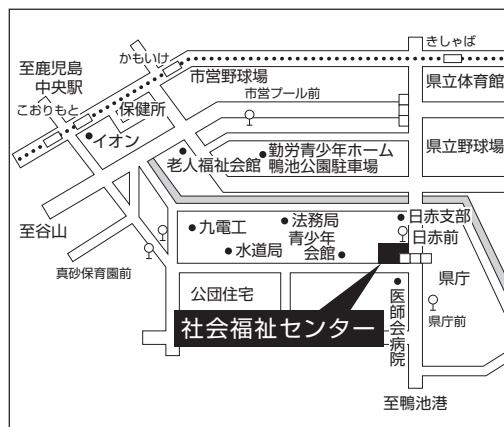 きしゃば
かもいけ
至鹿児島
中央駅
市営野球場
県立体育館
こおりもと
保健所
市営プール前
イオン
県立野球場
老人福祉会館
勤労青少年ホーム
鴨池公園駐車場
至谷山
九電工
法務局
日赤支部
水道局
青少年
会館
日赤前
真砂保育園前
公団住宅
県庁
医師会病院
県庁前
社会福祉センター
至鴨池港